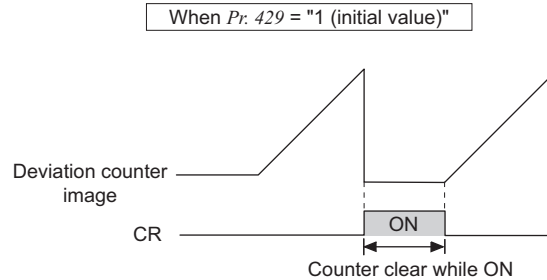 When Pr. 429 = "1 (initial value)"
Deviation counter
image
ON
CR
Counter clear while ON